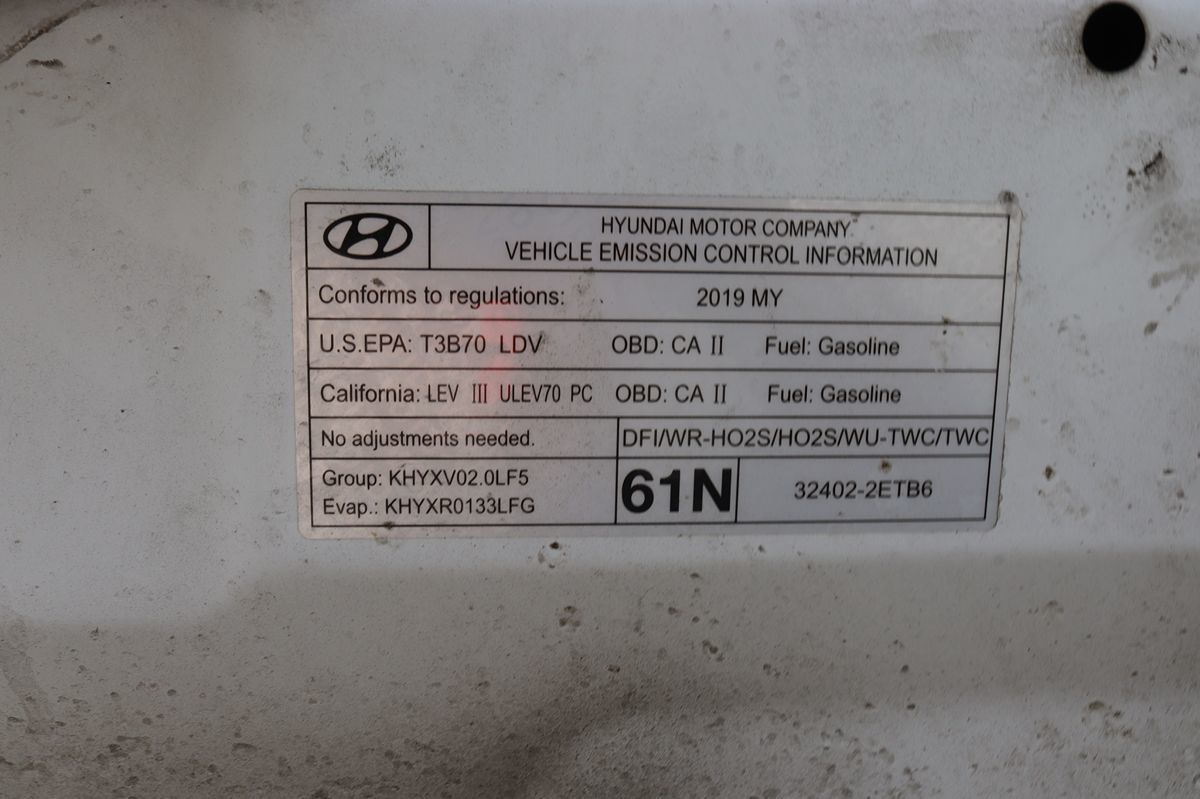 HYUNDAI MOTOR COMPANY
VEHICLE EMISSION CONTROL INFORMATION
Conforms to regulations: 2019 MY
U.S.EPA: T3B70 LDV OBD: CA II Fuel: Gasoline
California: LEV III ULEV70 PC OBD: CA II Fuel: Gasoline
No adjustments needed. DFI/WR-HO2S/HO2S/WU-TWC/TWC
Group: KHYXV02.0LF5
Evap.: KHYXR0133LFG
61N 32402-2ETB6